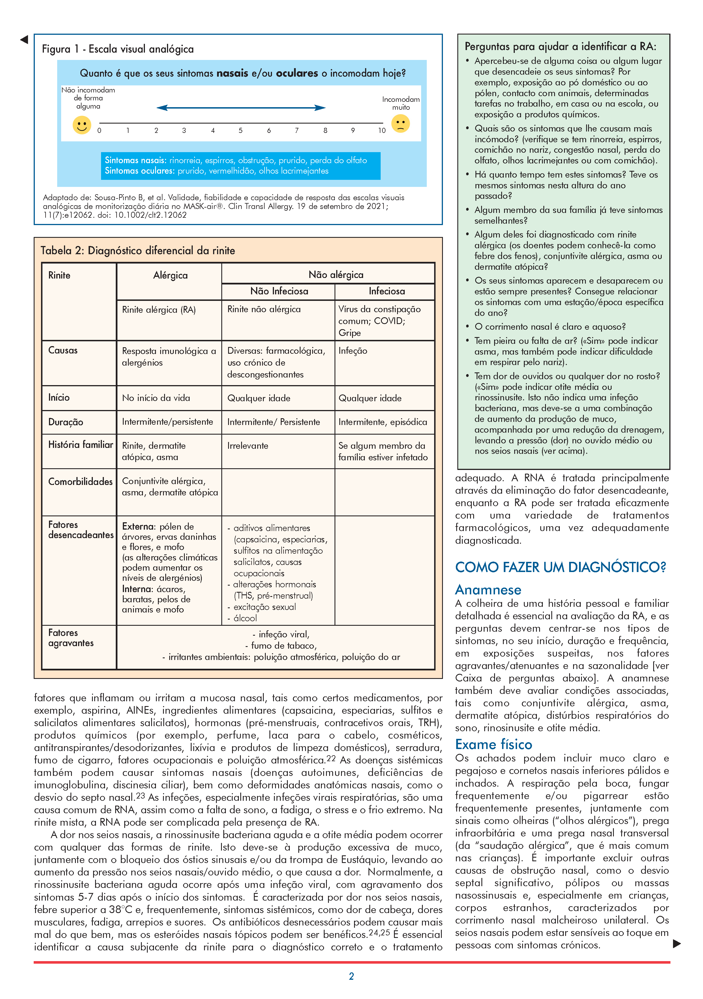 Figura 1 - Escala visual analógica
Quanto é que os seus sintomas nasais e/ou oculares o incomodam hoje?
Não incomodam
de forma
alguma
Incomodam
muito
0 1 2 3 4 5 6 7 8 9 10
Sintomas nasais: rinorreia, espirros, obstrução, prurido, perda do olfato
Sintomas oculares: prurido, vermelhidão, olhos lacrimejantes
Adaptado de: Sousa-Pinto B, et al. Validade, fiabilidade e capacidade de resposta das escalas visuais
analógicas de monitorização diária no MASK-air®. Clin Transl Allergy. 19 de setembro de 2021;
11(7):e12062. doi: 10.1002/clt2.12062
Tabela 2: Diagnóstico diferencial da rinite
Rinite
Alérgica
Não alérgica
Não Infeciosa
Infeciosa
Rinite alérgica (RA)
Rinite não alérgica
Vírus da constipação
comum; COVID;
Gripe
Causas
Resposta imunológica a
alergénios
Diversas: farmacológica,
uso crónico de
descongestionantes
Infeção
Início
No início da vida
Qualquer idade
Qualquer idade
Duração
Intermitente/persistente
Intermitente/ Persistente
Intermitente, episódica
História familiar
Rinite, dermatite
atópica, asma
Irrelevante
Se algum membro da
família estiver infetado
Comorbilidades
Conjuntivite alérgica,
asma, dermatite atópica
Fatores
desencadeantes
Externa: pólen de
árvores, ervas daninhas
e flores, e mofo
(as alterações climáticas
podem aumentar os
níveis de alergénios)
Interna: ácaros,
baratas, pelos de
animais e mofo
- aditivos alimentares
(capsaicina, especiarias,
sulfitos na alimentação
salicilatos, causas
ocupacionais
- alterações hormonais
(THS, pré-menstrual)
- excitação sexual
- álcool
Fatores
agravantes
- infeção viral,
- fumo de tabaco,
- irritantes ambientais: poluição atmosférica, poluição do ar
fatores que inflamam ou irritam a mucosa nasal, tais como certos medicamentos, por
exemplo, aspirina, AINEs, ingredientes alimentares (capsaicina, especiarias, sulfitos e
salicilatos alimentares salicilatos), hormonas (pré-menstruais, contracetivos orais, TRH),
produtos químicos (por exemplo, perfume, laca para o cabelo, cosméticos,
antitranspirantes/desodorizantes, lixívia e produtos de limpeza domésticos), serradura,
fumo de cigarro, fatores ocupacionais e poluição atmosférica.22 As doenças sistémicas
também podem causar sintomas nasais (doenças autoimunes, deficiências de
imunoglobulina, discinesia ciliar), bem como deformidades anatómicas nasais, como o
desvio do septo nasal.23 As infeções, especialmente infeções virais respiratórias, são uma
causa comum de RNA, assim como a falta de sono, a fadiga, o stress e o frio extremo. Na
rinite mista, a RNA pode ser complicada pela presença de RA.
A dor nos seios nasais, a rinossinusite bacteriana aguda e a otite média podem ocorrer
com qualquer das formas de rinite. Isto deve-se à produção excessiva de muco,
juntamente com o bloqueio dos óstios sinusais e/ou da trompa de Eustáquio, levando ao
aumento da pressão nos seios nasais/ouvido médio, o que causa a dor. Normalmente, a
rinossinusite bacteriana aguda ocorre após uma infeção viral, com agravamento dos
sintomas 5-7 dias após o início dos sintomas. É caracterizada por dor nos seios nasais,
febre superior a 38°C e, frequentemente, sintomas sistémicos, como dor de cabeça, dores
musculares, fadiga, arrepios e suores. Os antibióticos desnecessários podem causar mais
mal do que bem, mas os esteróides nasais tópicos podem ser benéficos.24,25 É essencial
identificar a causa subjacente da rinite para o diagnóstico correto e o tratamento
Perguntas para ajudar a identificar a RA:
• Apercebeu-se de alguma coisa ou algum lugar
que desencadeie os seus sintomas? Por
exemplo, exposição ao pó doméstico ou ao
pólen, contacto com animais, determinadas
tarefas no trabalho, em casa ou na escola, ou
exposição a produtos químicos.
• Quais são os sintomas que lhe causam mais
incómodo? (verifique se tem rinorreia, espirros,
comichão no nariz, congestão nasal, perda do
olfato, olhos lacrimejantes ou com comichão).
• Há quanto tempo tem estes sintomas? Teve os
mesmos sintomas nesta altura do ano
passado?
• Algum membro da sua família já teve sintomas
semelhantes?
• Algum deles foi diagnosticado com rinite
alérgica (os doentes podem conhecê-la como
febre dos fenos), conjuntivite alérgica, asma ou
dermatite atópica?
• Os seus sintomas aparecem e desaparecem ou
estão sempre presentes? Consegue relacionar
os sintomas com uma estação/época específica
do ano?
• O corrimento nasal é claro e aquoso?
• Tem pieira ou falta de ar? («Sim» pode indicar
asma, mas também pode indicar dificuldade
em respirar pelo nariz).
• Tem dor de ouvidos ou qualquer dor no rosto?
(«Sim» pode indicar otite média ou
rinossinusite. Isto não indica uma infeção
bacteriana, mas deve-se a uma combinação
de aumento da produção de muco,
acompanhada por uma redução da drenagem,
levando a pressão (dor) no ouvido médio ou
nos seios nasais (ver acima).
adequado. A RNA é tratada principalmente
através da eliminação do fator desencadeante,
enquanto a RA pode ser tratada eficazmente
com uma variedade de tratamentos
farmacológicos, uma vez adequadamente
diagnosticada.
COMO FAZER UM DIAGNÓSTICO?
Anamnese
A colheira de uma história pessoal e familiar
detalhada é essencial na avaliação da RA, e as
perguntas devem centrar-se nos tipos de
sintomas, no seu início, duração e frequência,
em exposições suspeitas, nos fatores
agravantes/atenuantes e na sazonalidade [ver
Caixa de perguntas abaixo]. A anamnese
também deve avaliar condições associadas,
tais como conjuntivite alérgica, asma,
dermatite atópica, distúrbios respiratórios do
sono, rinosinusite e otite média.
Exame físico
Os achados podem incluir muco claro e
pegajoso e cornetos nasais inferiores pálidos e
inchados. A respiração pela boca, fungar
frequentemente e/ou pigarrear estão
frequentemente presentes, juntamente com
sinais como olheiras (“olhos alérgicos”), prega
infraorbitária e uma prega nasal transversal
(da “saudação alérgica”, que é mais comum
nas crianças). É importante excluir outras
causas de obstrução nasal, como o desvio
septal significativo, pólipos ou massas
nasossinusais e, especialmente em crianças,
corpos estranhos, caracterizados por
corrimento nasal malcheiroso unilateral. Os
seios nasais podem estar sensíveis ao toque em
pessoas com sintomas crónicos.
2